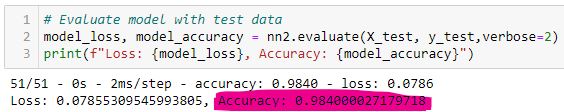 1 # Evaluate model with test data
2 model_loss, model_accuracy = nn2.evaluate(X_test, y_test,verbose=2)
3 print(f"Loss: {model_loss}, Accuracy: {model_accuracy}")
51/51 - 0s - 2ms/step - accuracy: 0.9840 - loss: 0.0786
Loss: 0.07855309545993805, Accuracy: 0.984000027179718